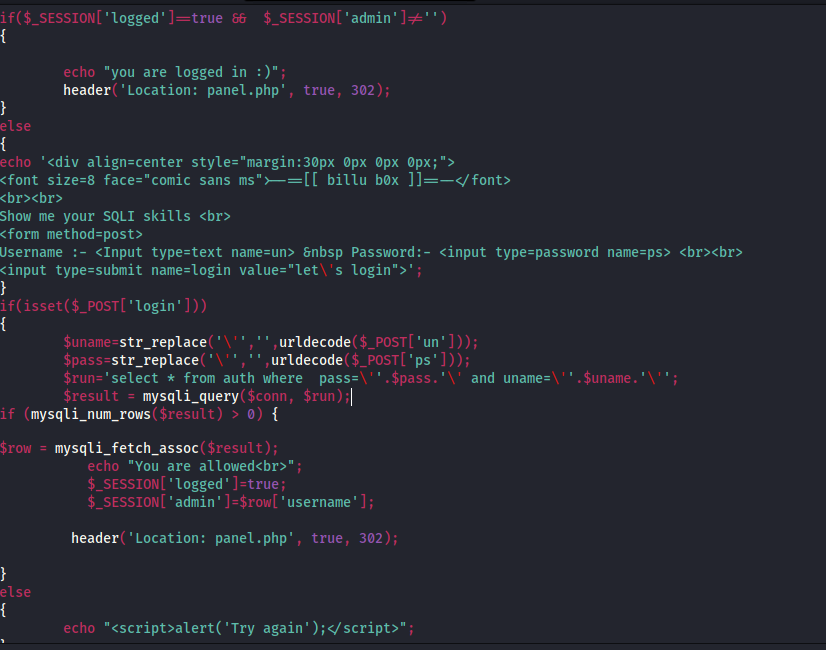 if($_SESSION['logged']==true && $_SESSION['admin']!='')
{
echo "you are logged in :)";
header('Location: panel.php', true, 302);
}
else
{
echo '<div align=center style="margin:30px 0px 0px 0px;">
<font size=8 face="comic sans ms">--==[[ billu b0x ]]==--</font>
<br><br>
Show me your SQLI skills <br>
<form method=post>
Username :- <Input type=text name=un> &nbsp Password:- <input type=password name=ps> <br><br>
<input type=submit name=login value="let\'s login">';
}
if(isset($_POST['login']))
{
$uname=str_replace('\'','',urldecode($_POST['un']));
$pass=str_replace('\'','',urldecode($_POST['ps']));
$run='select * from auth where  pass=\''.$pass.'\' and uname=\''.$uname.'\'';
$result = mysqli_query($conn, $run);
if (mysqli_num_rows($result) > 0) {
$row = mysqli_fetch_assoc($result);
echo "You are allowed<br>";
$_SESSION['logged']=true;
$_SESSION['admin']=$row['username'];
header('Location: panel.php', true, 302);
}
else
{
echo "<script>alert('Try again');</script>";